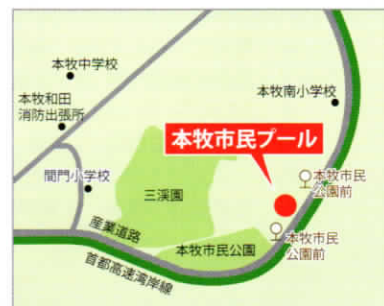 本牧中学校
本牧和田
消防出張所
本牧南小学校
本牧市民プール
間門小学校
三渓園
本牧市民
公園前
産業道路
本牧市民公園
本牧市民
公園前
首都高速湾岸線